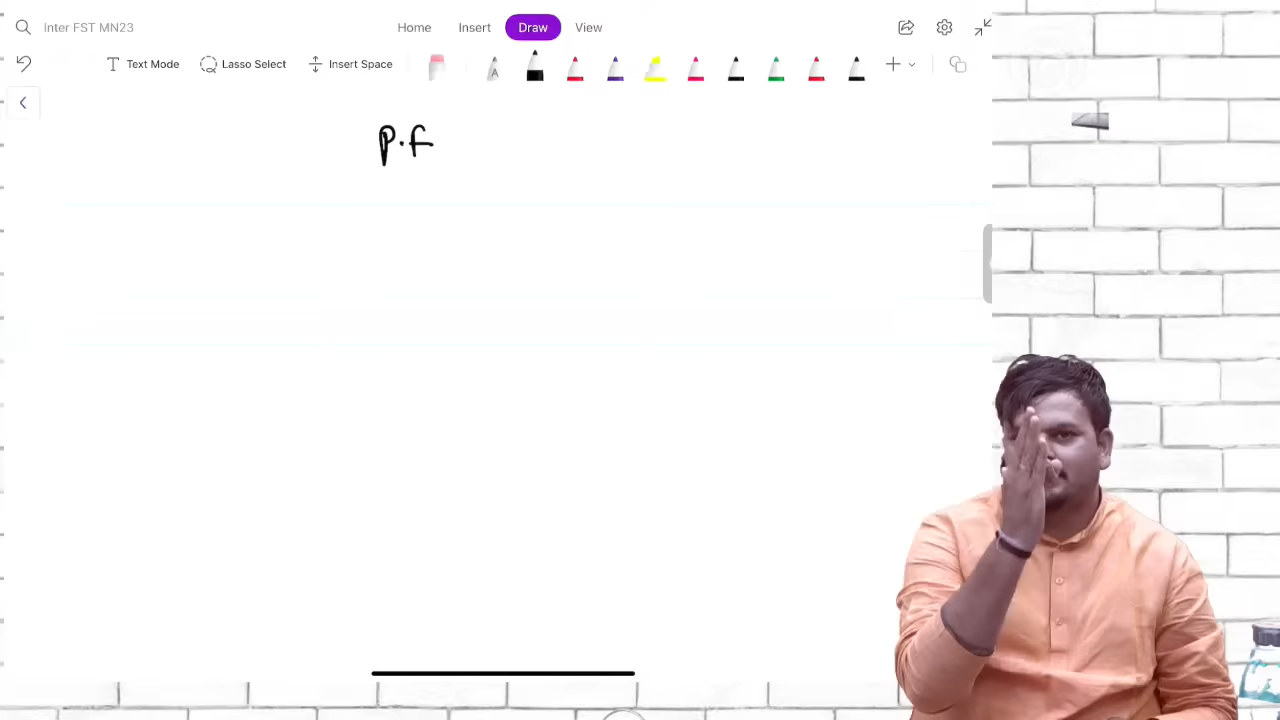 Inter FST MN23
Home Insert Draw View
Text Mode Lasso Select Insert Space
A
P.f